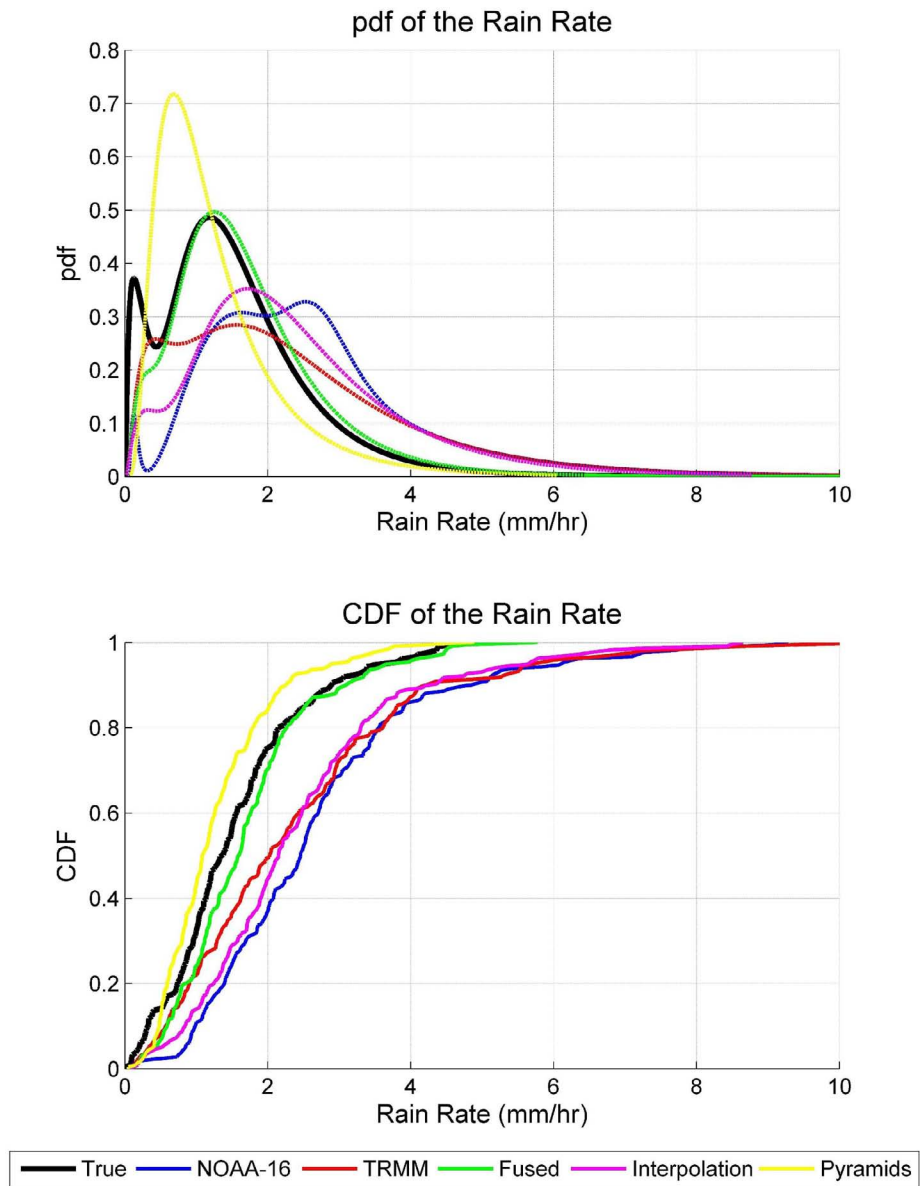 pdf of the Rain Rate
0.8
0.7
0.6
0.5
0.4
0.3
0.2
0.1
0
pdf
0 2 4 6 8 10
Rain Rate (mm/hr)
CDF of the Rain Rate
1
0.8
0.6
0.4
0.2
0
CDF
0 2 4 6 8 10
Rain Rate (mm/hr)
True NOAA-16 TRMM Fused Interpolation Pyramids